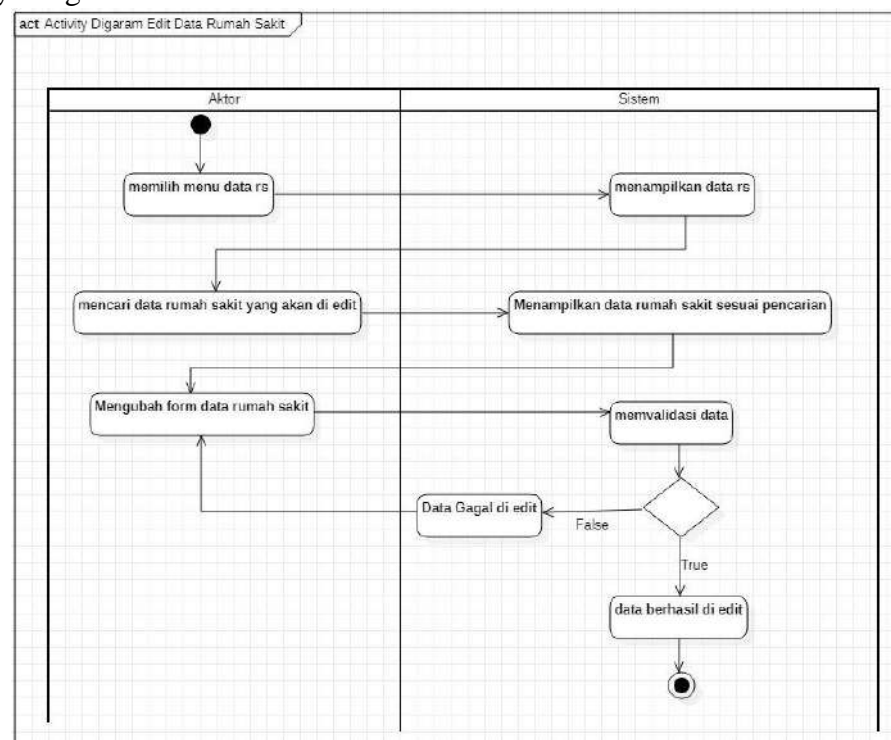 act Activity Digaram Edit Data Rumah Sakit
Aktor
Sistem
memilih menu data rs
menampilkan data rs
mencari data rumah sakit yang akan di edit
Menampilkan data rumah sakit sesuai pencarian
Mengubah form data rumah sakit
memvalidasi data
Data Gagal di edit
False
True
data berhasil di edit